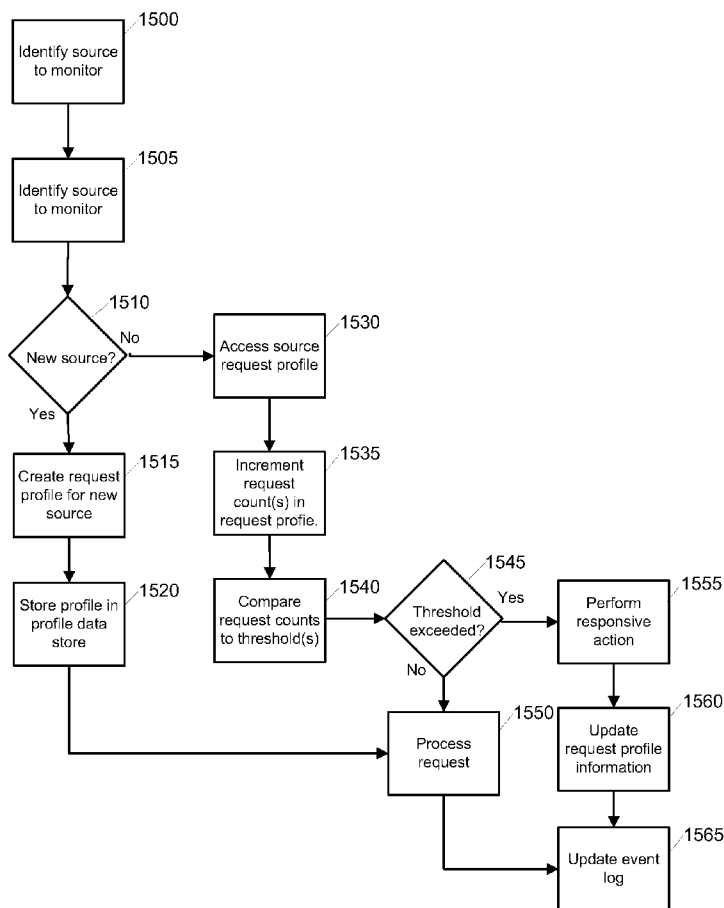 1500
Identify source
to monitor
1505
Identify source
to monitor
1510
New source?
No
Yes
1530
Access source
request profile
1515
Create request
profile for new
source
1535
Increment
request
count(s) in
request profie.
1520
Store profile in
profile data
store
1540
Compare
request counts
to threshold(s)
1545
Threshold
exceeded?
Yes
No
1555
Perform
responsive
action
1550
Process
request
1560
Update
request profile
information
1565
Update event
log